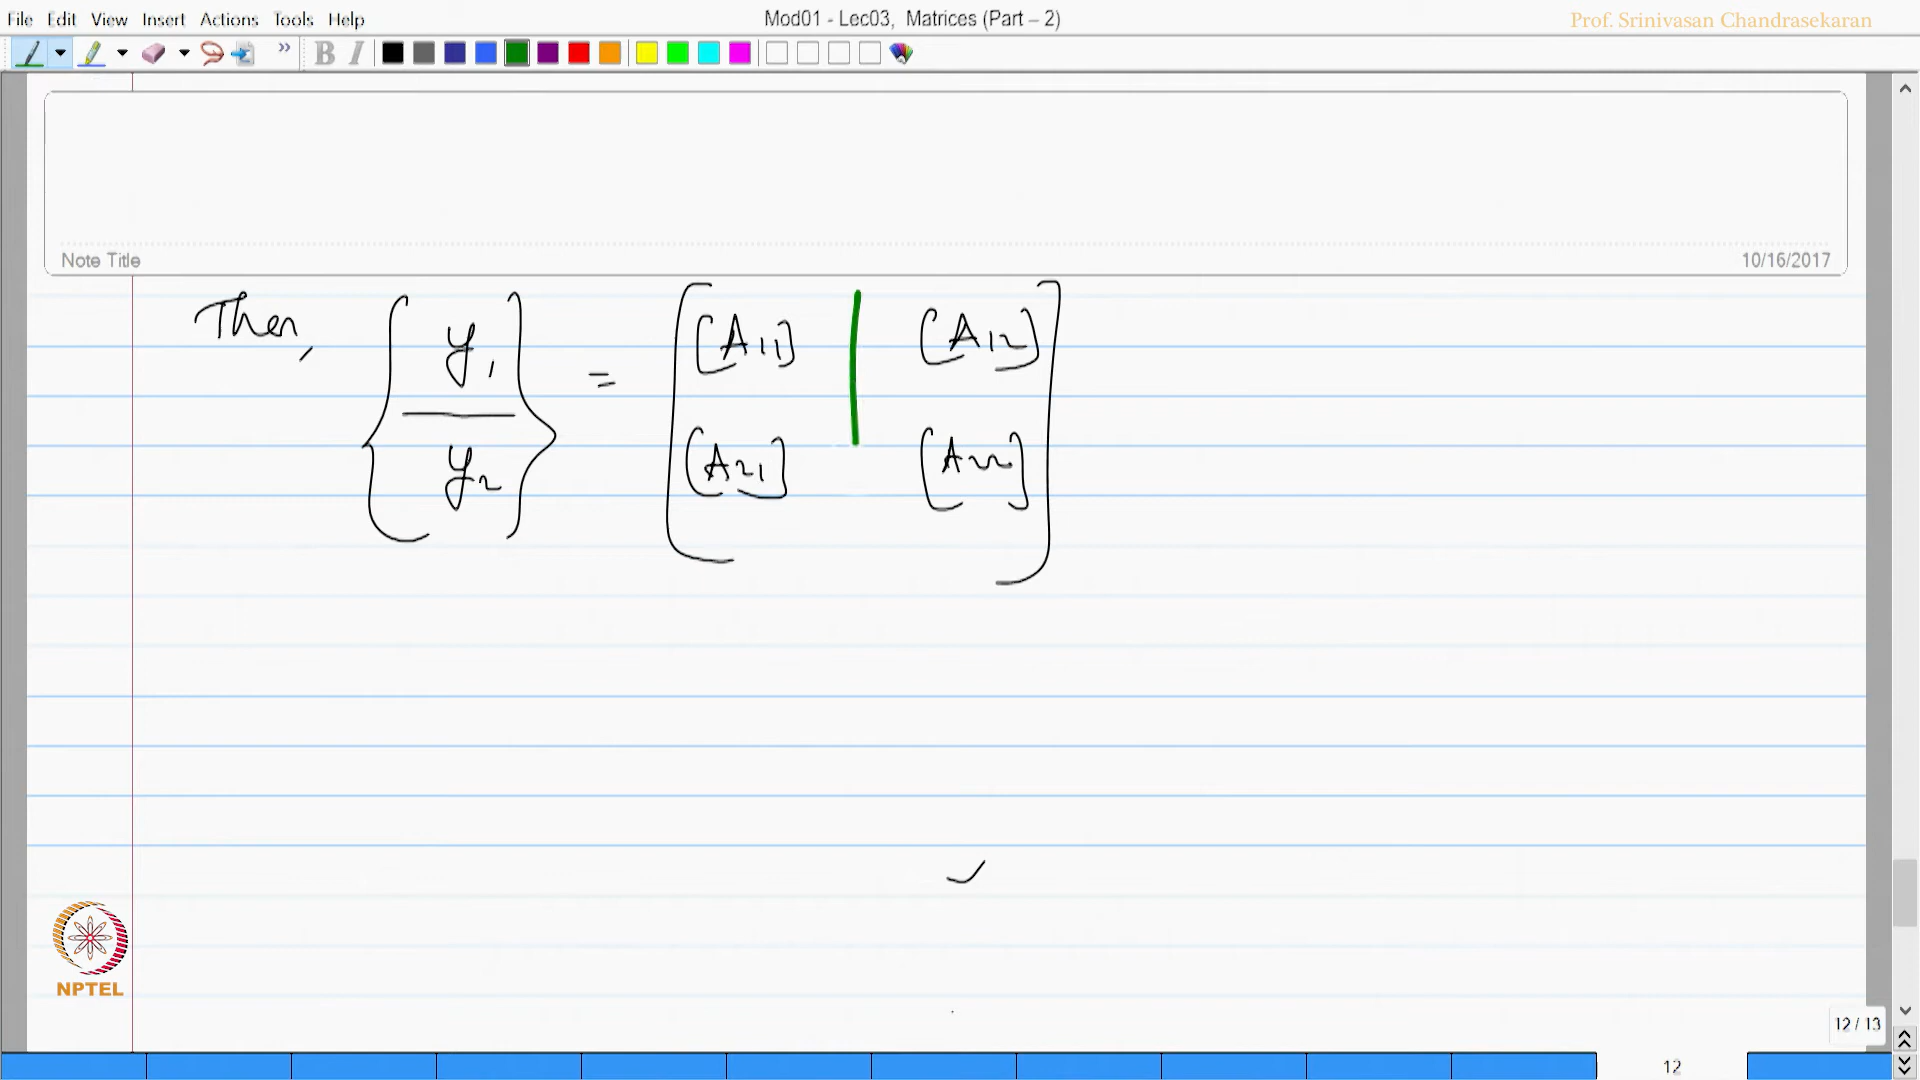 File Edit View Insert Actions Tools Help
Mod01 - Lec03, Matrices (Part – 2)
Prof. Srinivasan Chandrasekaran
B I
Note Title
10/16/2017
Then, { y1 = [ [A11] [A12]
y2 } [A21] [A22] ]
NPTEL
12 / 13
12